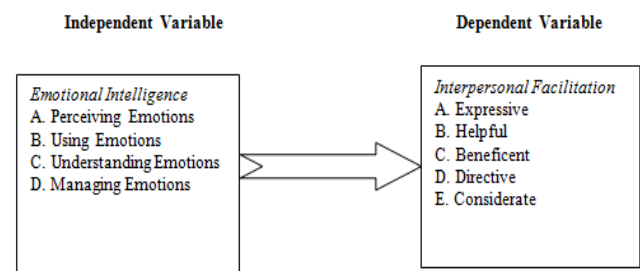 Independent Variable
Dependent Variable
Emotional Intelligence
A. Perceiving Emotions
B. Using Emotions
C. Understanding Emotions
D. Managing Emotions
Interpersonal Facilitation
A. Expressive
B. Helpful
C. Beneficent
D. Directive
E. Considerate